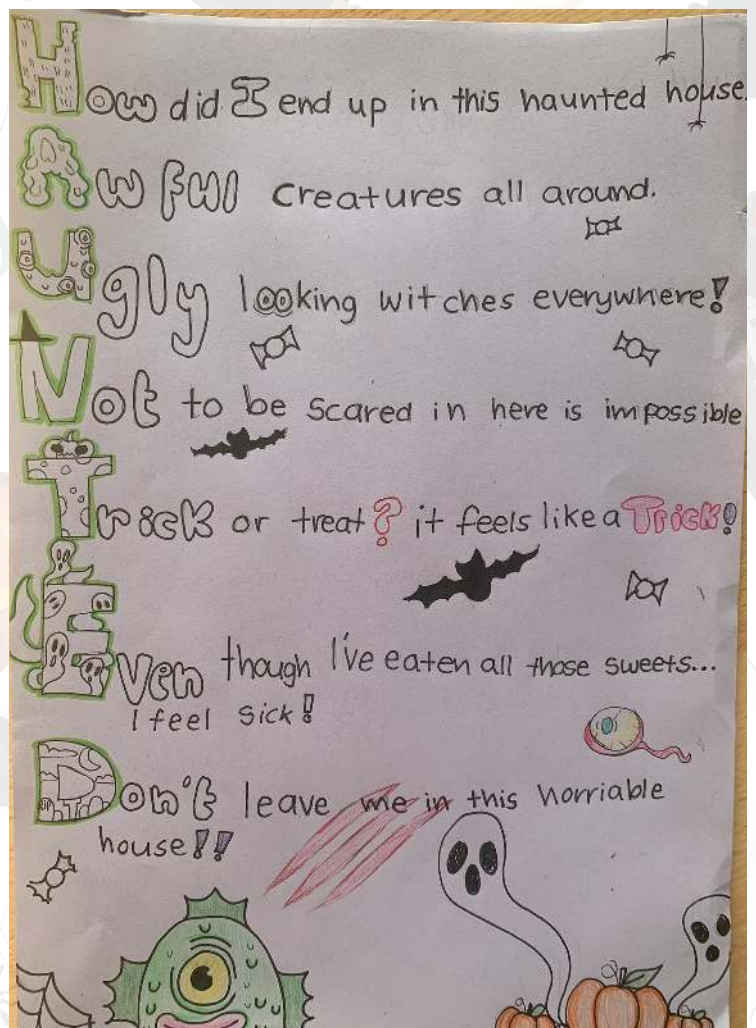 How did I end up in this haunted house.
Awful creatures all around.
Ugly looking witches everywhere!
Not to be scared in here is impossible
Trick or treat? it feels like a Trick!
Even though I've eaten all those sweets...
I feel sick!
Don't leave me in this horriable
house!!